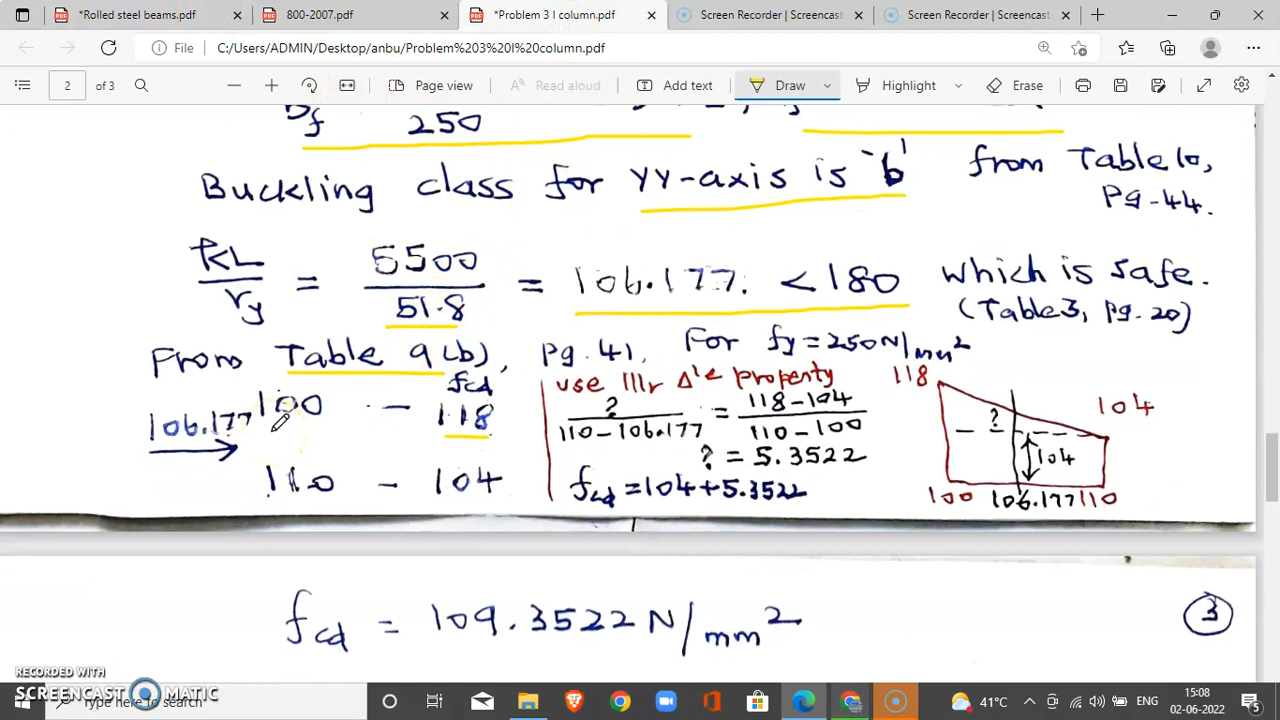 *Rolled steel beams.pdf
800-2007.pdf
*Problem 3 I column.pdf
Screen Recorder | Screencast-
Screen Recorder | Screencast-
File C:/Users/ADMIN/Desktop/anbu/Problem%203%20I%20column.pdf
2 of 3
Page view
Read aloud
Add text
Draw
Highlight
Erase
250
Buckling class for YY-axis is 'b' from Table 10,
Pg-44.
KL/ry = 5500/51.8 = 106.177. < 180 which is safe.
(Table 3, Pg. 20)
From Table 9(b), Pg. 41. For fy = 250 N/mm²
fcd
106.177
100 - 118
110 - 104
use lllr Δle property
?/110-106.177 = 118-104/110-100
? = 5.3522
fcd = 104 + 5.3522
118
104
?
104
100 106.177 110
fcd = 109.3522 N/mm²
3
RECORDED WITH
SCREENCAST MATIC
Type here to search
41°C
ENG
15:08
02-06-2022
5